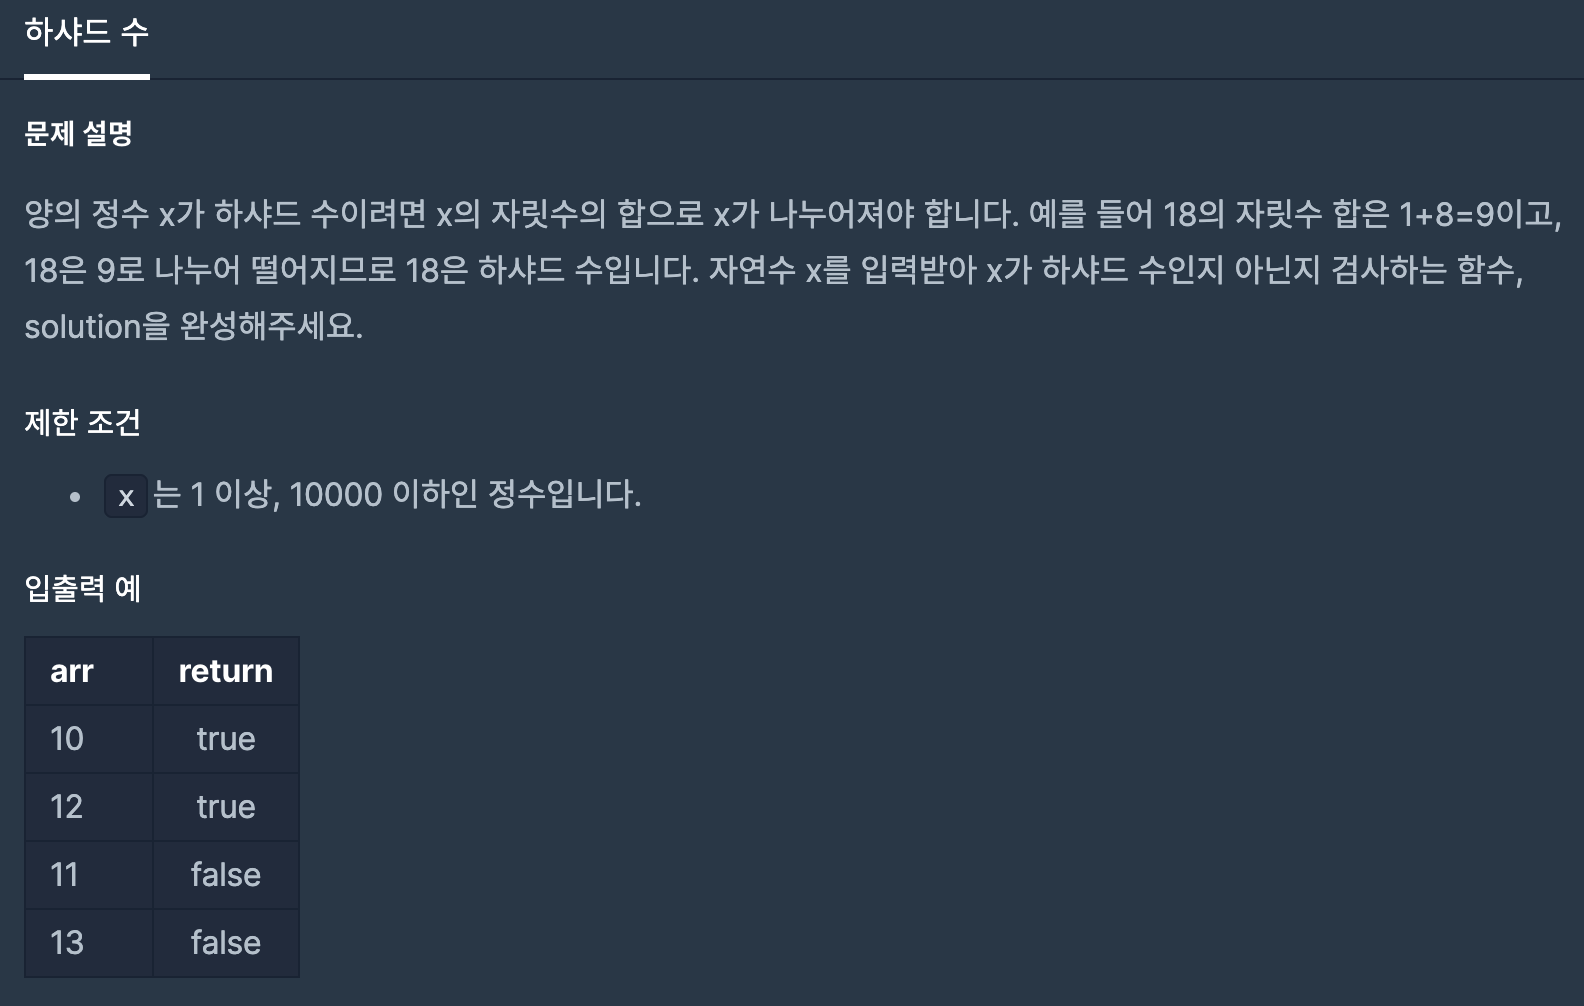 하샤드 수
문제 설명
양의 정수 x가 하샤드 수이려면 x의 자릿수의 합으로 x가 나누어져야 합니다. 예를 들어 18의 자릿수 합은 1+8=9이고,
18은 9로 나누어 떨어지므로 18은 하샤드 수입니다. 자연수 x를 입력받아 x가 하샤드 수인지 아닌지 검사하는 함수,
solution을 완성해주세요.
제한 조건
• x 는 1 이상, 10000 이하인 정수입니다.
입출력 예
arr return
10 true
12 true
11 false
13 false